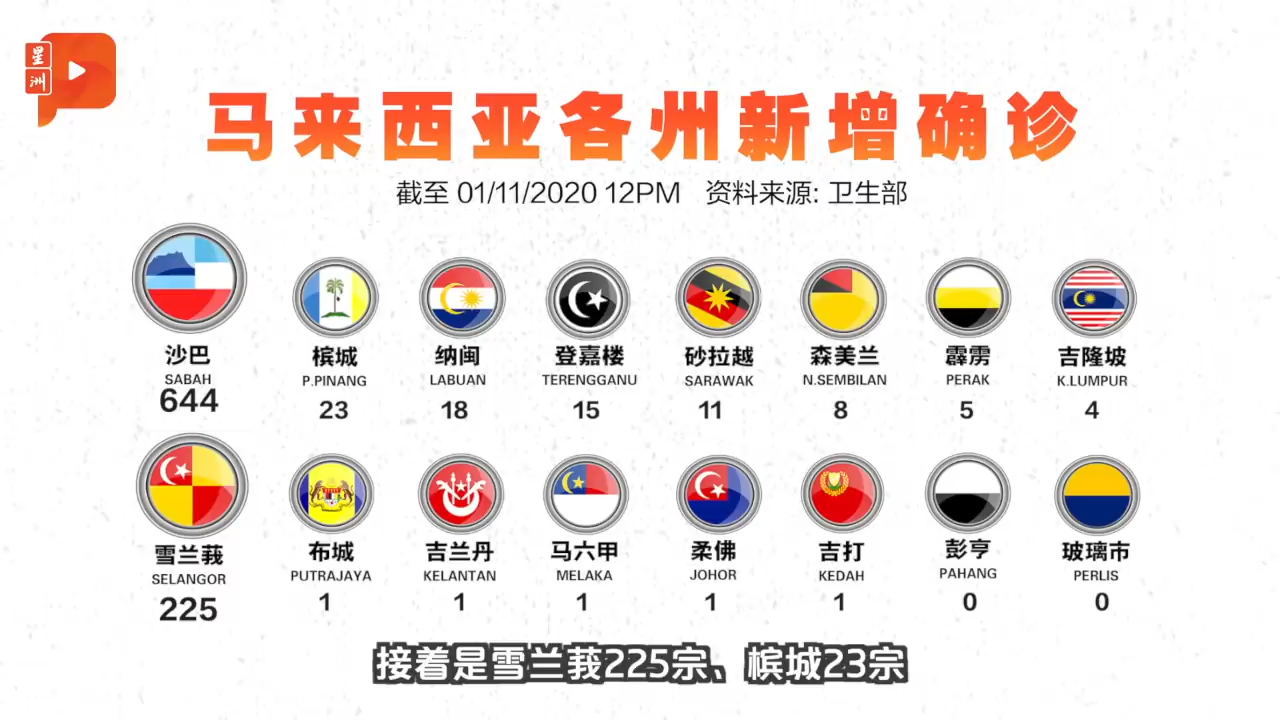 星洲
马来西亚各州新增确诊
截至 01/11/2020 12PM 资料来源: 卫生部
沙巴 槟城 纳闽 登嘉楼 砂拉越 森美兰 霹雳 吉隆坡
SABAH P.PINANG LABUAN TERENGGANU SARAWAK N.SEMBILAN PERAK K.LUMPUR
644 23 18 15 11 8 5 4
雪兰莪 布城 吉兰丹 马六甲 柔佛 吉打 彭亨 玻璃市
SELANGOR PUTRAJAYA KELANTAN MELAKA JOHOR KEDAH PAHANG PERLIS
225 1 1 1 1 1 0 0
接着是雪兰莪225宗、槟城23宗